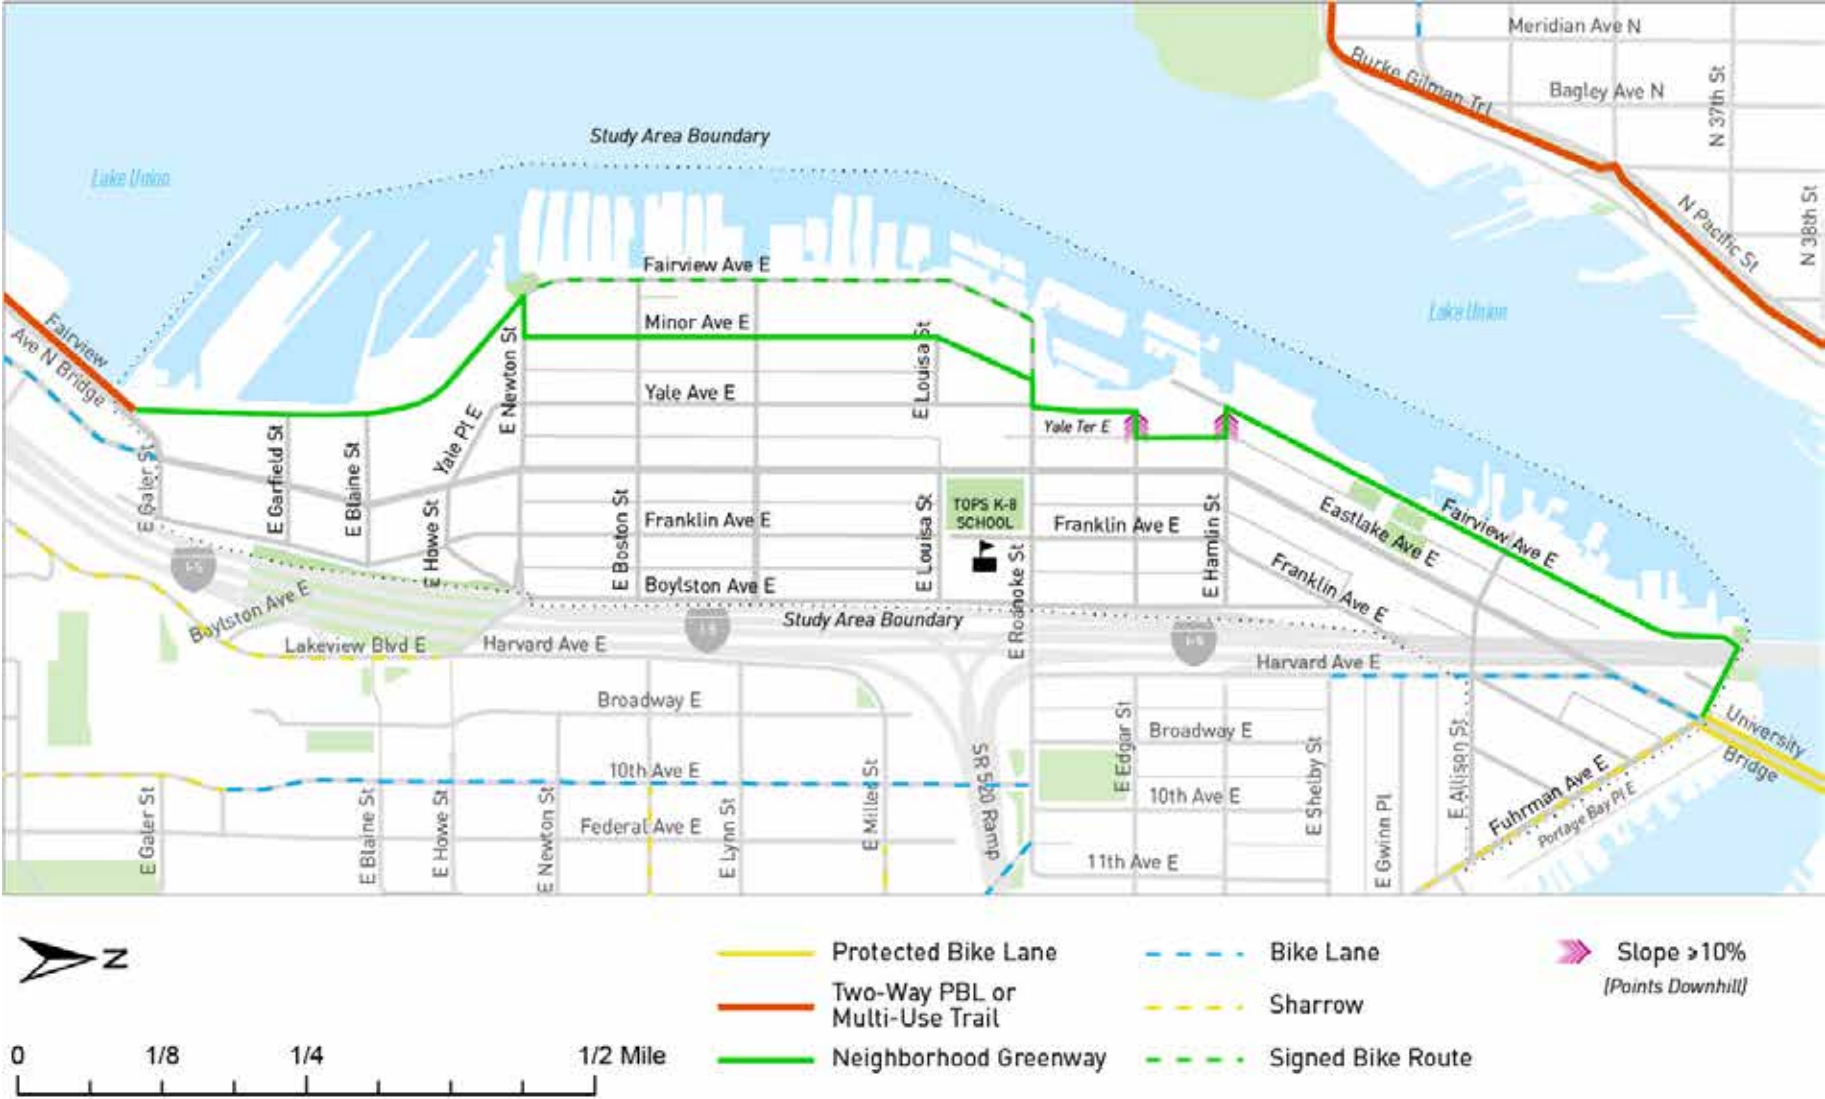 Meridian Ave N
Burke Gilman Trl
Bagley Ave N
N 37th St
Study Area Boundary
Lake Union
N Pacific St
N 38th St
Fairview Ave E
Lake Union
Fairview
Ave N Bridge
Minor Ave E
E Newton St
E Louisa St
Yale Ave E
Yale Pl E
Yale Ter E
E Galer St
E Garfield St
E Blaine St
E Howe St
E Boston St
Franklin Ave E
E Louisa St
TOPS K-8
SCHOOL
Franklin Ave E
E Hamlin St
Eastlake Ave E
Fairview Ave E
I-5
Boylston Ave E
E Roanoke St
Franklin Ave E
Boylston Ave E
Study Area Boundary
I-5
I-5
Lakeview Blvd E
Harvard Ave E
Harvard Ave E
Broadway E
E Edgar St
Broadway E
E Shelby St
E Allison St
University
Bridge
10th Ave E
SR 520 Ramp
10th Ave E
Fuhrman Ave E
Portage Bay Pl E
E Galer St
E Blaine St
E Howe St
E Newton St
Federal Ave E
E Lynn St
E Miller St
11th Ave E
E Gwinn Pl
N
Protected Bike Lane
Two-Way PBL or
Multi-Use Trail
Neighborhood Greenway
Bike Lane
Sharrow
Signed Bike Route
Slope ≥10%
(Points Downhill)
0 1/8 1/4 1/2 Mile